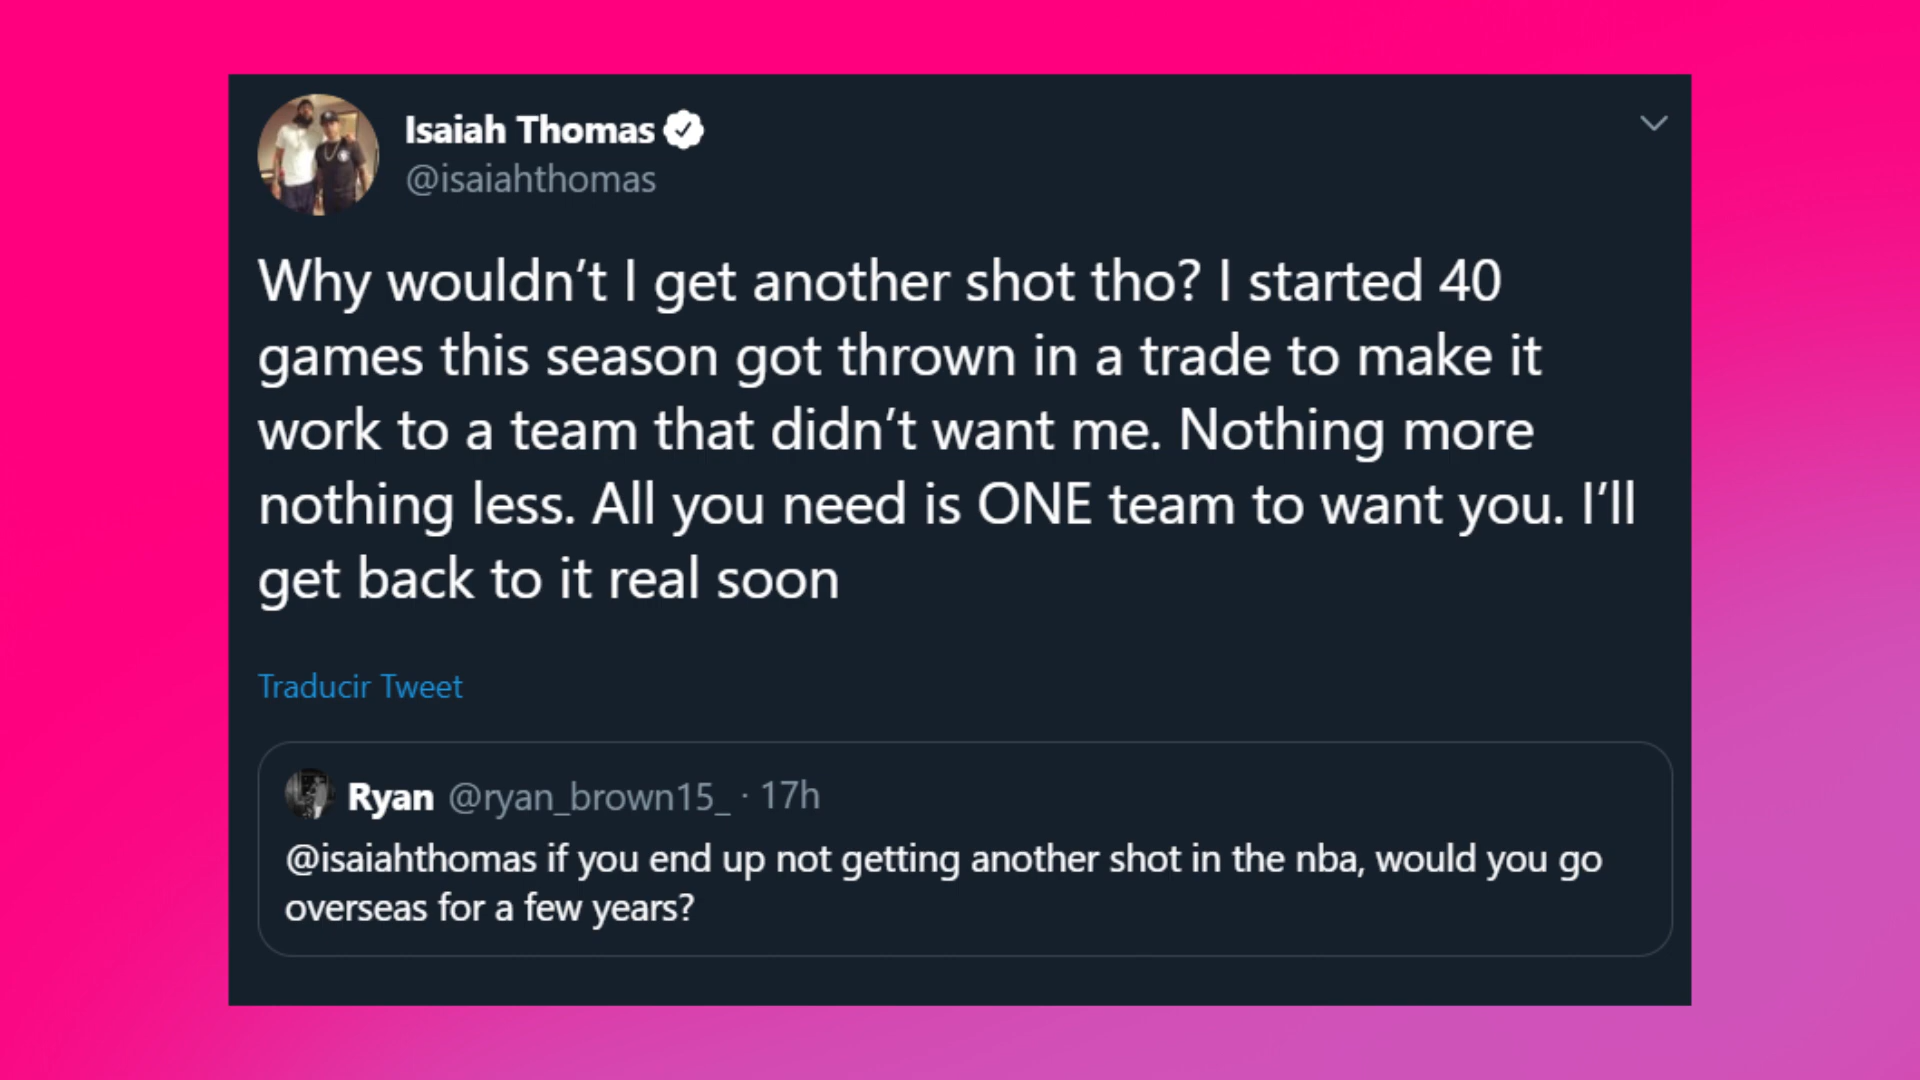 Isaiah Thomas
@isaiahthomas
Why wouldn’t I get another shot tho? I started 40
games this season got thrown in a trade to make it
work to a team that didn’t want me. Nothing more
nothing less. All you need is ONE team to want you. I’ll
get back to it real soon
Traducir Tweet
Ryan @ryan_brown15_ · 17h
@isaiahthomas if you end up not getting another shot in the nba, would you go
overseas for a few years?